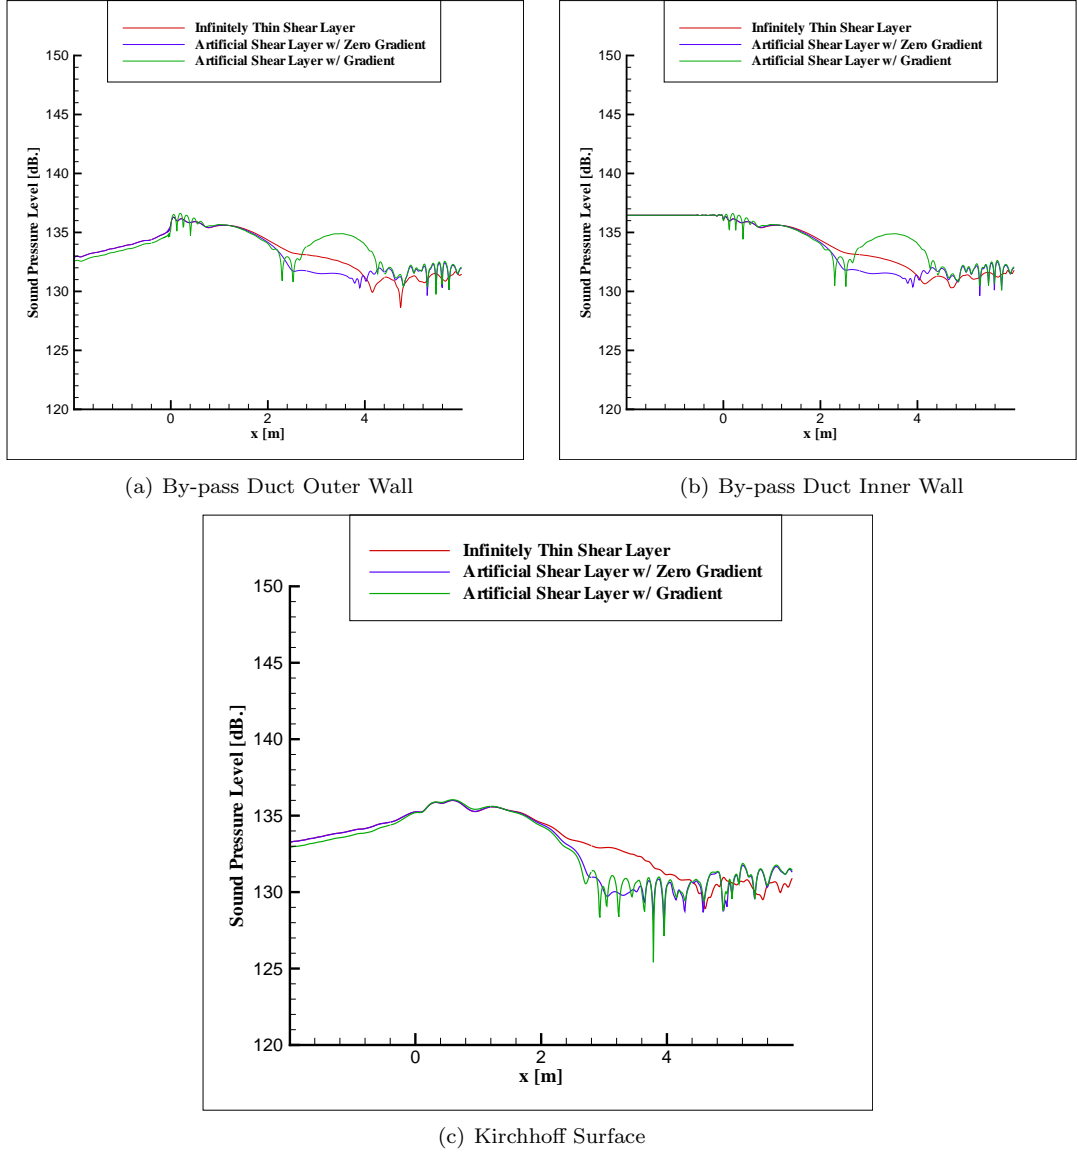 Infinitely Thin Shear Layer
Artificial Shear Layer w/ Zero Gradient
Artificial Shear Layer w/ Gradient
150
145
140
135
130
125
120
Sound Pressure Level [dB.]
0
2
4
x [m]
(a) By-pass Duct Outer Wall
Infinitely Thin Shear Layer
Artificial Shear Layer w/ Zero Gradient
Artificial Shear Layer w/ Gradient
150
145
140
135
130
125
120
Sound Pressure Level [dB.]
0
2
4
x [m]
(b) By-pass Duct Inner Wall
Infinitely Thin Shear Layer
Artificial Shear Layer w/ Zero Gradient
Artificial Shear Layer w/ Gradient
150
145
140
135
130
125
120
Sound Pressure Level [dB.]
0
2
4
x [m]
(c) Kirchhoff Surface